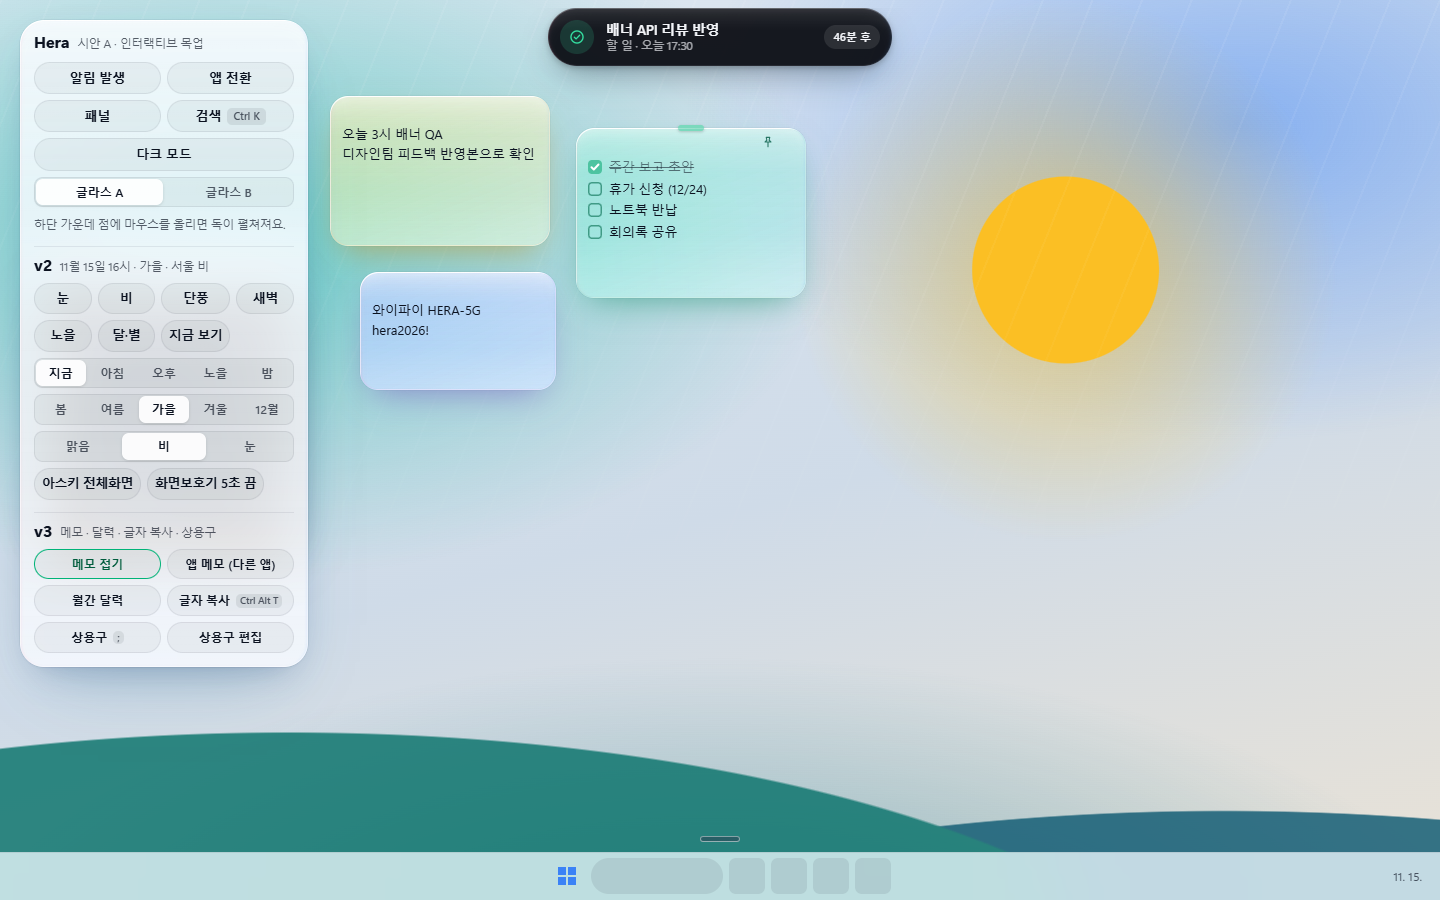 Hera 시안 A · 인터랙티브 목업
알림 발생
앱 전환
패널
검색 Ctrl K
다크 모드
글라스 A
글라스 B
하단 가운데 점에 마우스를 올리면 독이 펼쳐져요.
v2 11월 15일 16시 · 가을 · 서울 비
눈
비
단풍
새벽
노을
달·별
지금 보기
지금
아침
오후
노을
밤
봄
여름
가을
겨울
12월
맑음
비
눈
아스키 전체화면
화면보호기 5초 끔
v3 메모 · 달력 · 글자 복사 · 상용구
메모 접기
앱 메모 (다른 앱)
월간 달력
글자 복사 Ctrl Alt T
상용구 ;
상용구 편집
배너 API 리뷰 반영
할 일 · 오늘 17:30
46분 후
오늘 3시 배너 QA
디자인팀 피드백 반영본으로 확인
주간 보고 초안
휴가 신청 (12/24)
노트북 반납
회의록 공유
와이파이 HERA-5G
hera2026!
11. 15.